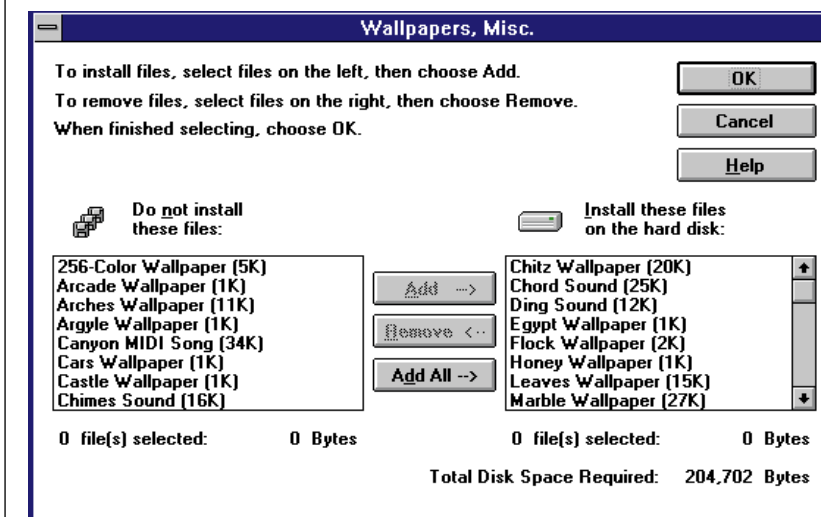 Wallpapers, Misc.
To install files, select files on the left, then choose Add.
To remove files, select files on the right, then choose Remove.
When finished selecting, choose OK.
OK
Cancel
Help
Do not install
these files:
Install these files
on the hard disk:
256-Color Wallpaper (5K)
Arcade Wallpaper (1K)
Arches Wallpaper (11K)
Argyle Wallpaper (1K)
Canyon MIDI Song (34K)
Cars Wallpaper (1K)
Castle Wallpaper (1K)
Chimes Sound (16K)
Add -->
Remove <--
Add All -->
Chitz Wallpaper (20K)
Chord Sound (25K)
Ding Sound (12K)
Egypt Wallpaper (1K)
Flock Wallpaper (2K)
Honey Wallpaper (1K)
Leaves Wallpaper (15K)
Marble Wallpaper (27K)
0 file(s) selected: 0 Bytes
0 file(s) selected: 0 Bytes
Total Disk Space Required: 204,702 Bytes